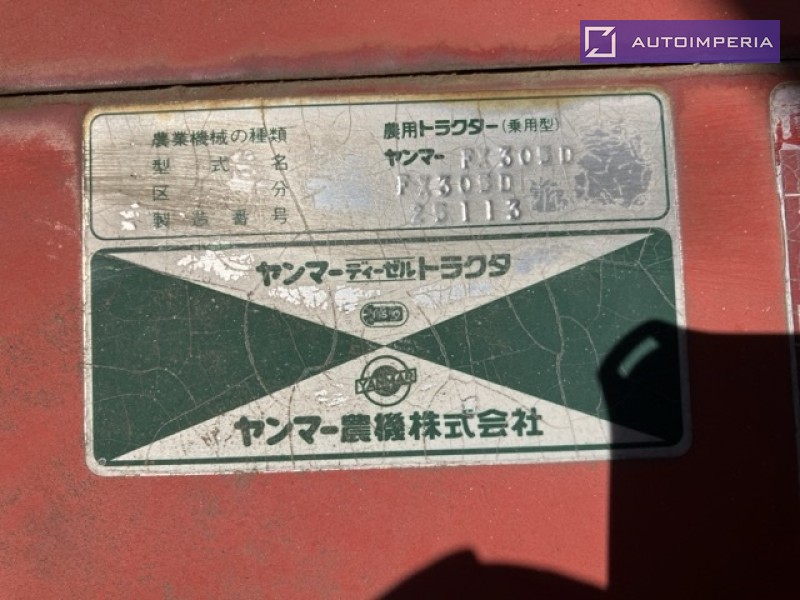 AUTOIMPERIA
農業機械の種類 農用トラクター(乗用型)
型式名 ヤンマー FX305D
区分 FX305D
製造番号 25113
ヤンマーディーゼルトラクタ
YANMAR
ヤンマー農機株式会社